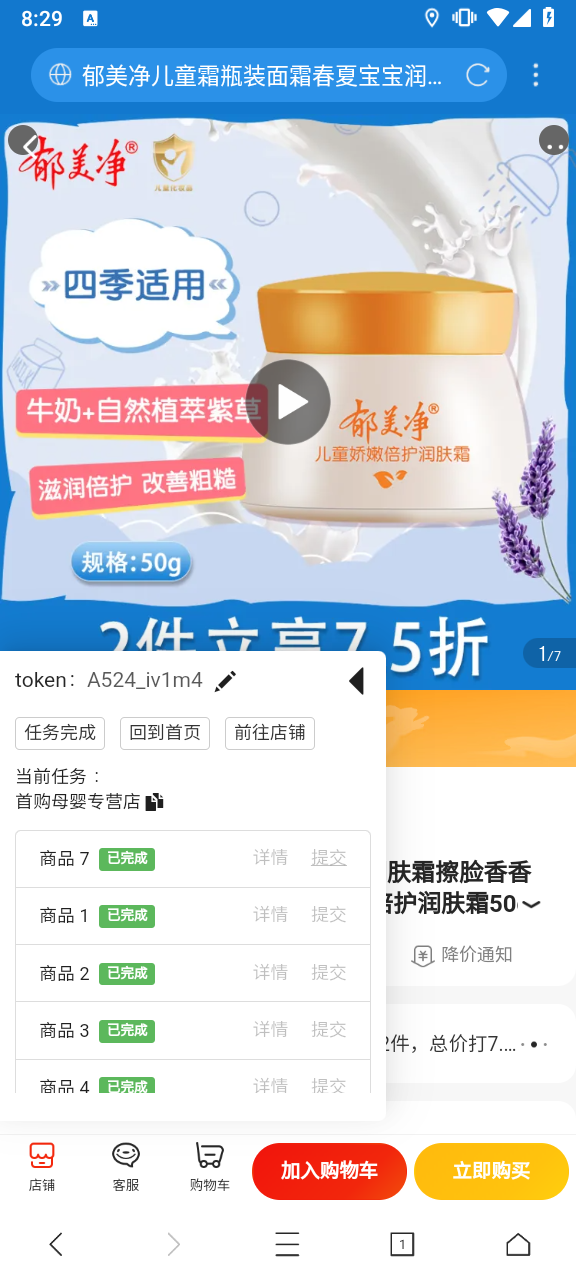 8:29
A
郁美净儿童霜瓶装面霜春夏宝宝润...
郁美净®
儿童化妆品
四季适用
牛奶+自然植萃紫草
滋润倍护 改善粗糙
郁美净®
儿童娇嫩倍护润肤霜
规格:50g
2件立享7.5折
1/7
token: A524_iv1m4
任务完成 回到首页 前往店铺
当前任务：
首购母婴专营店
商品 7 已完成 详情 提交
商品 1 已完成 详情 提交
商品 2 已完成 详情 提交
商品 3 已完成 详情 提交
商品 4 已完成 详情 提交
肤霜擦脸香香
倍护润肤霜50
降价通知
2件，总价打7....
店铺 客服 购物车 加入购物车 立即购买
1